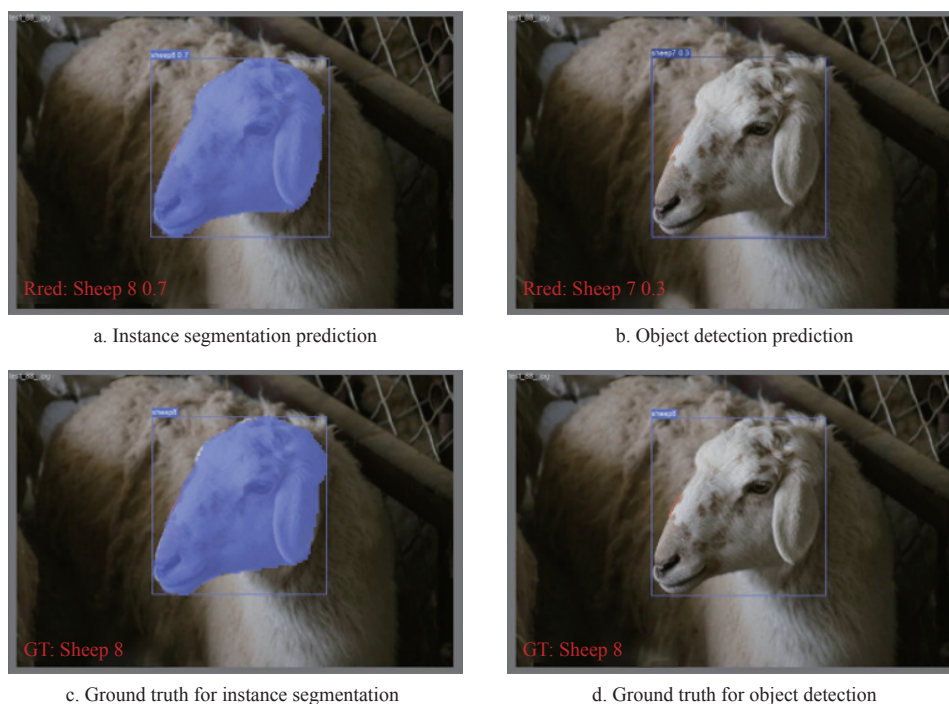 test_68_.jpg
sheep8 0.7
Rred: Sheep 8 0.7
a. Instance segmentation prediction
sheep7 0.3
Rred: Sheep 7 0.3
b. Object detection prediction
sheep8
GT: Sheep 8
c. Ground truth for instance segmentation
sheep8
GT: Sheep 8
d. Ground truth for object detection